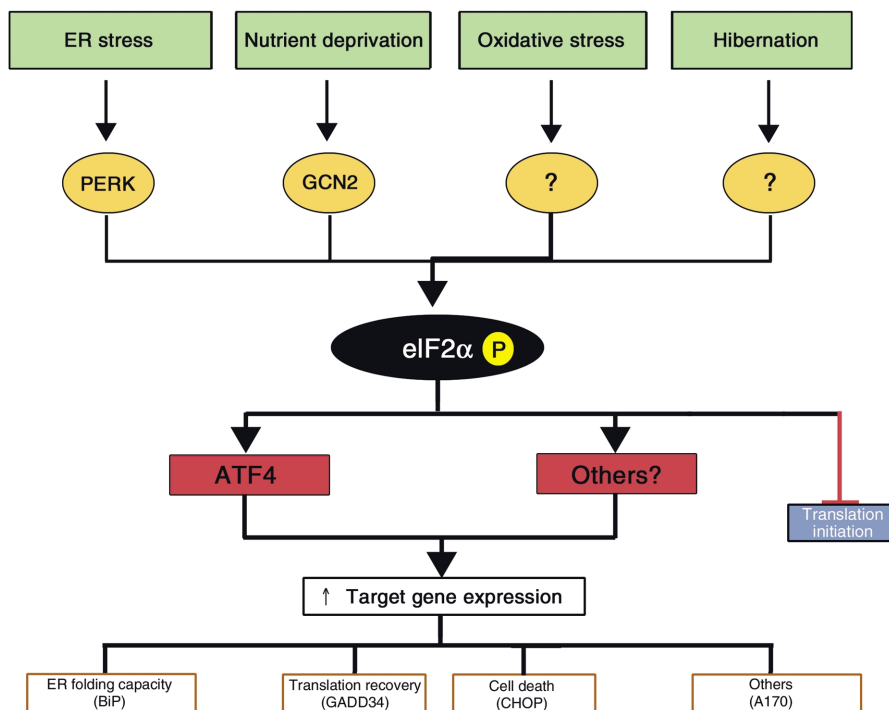 ER stress
Nutrient deprivation
Oxidative stress
Hibernation
PERK
GCN2
?
?
eIF2α P
ATF4
Others?
Translation
initiation
↑ Target gene expression
ER folding capacity
(BiP)
Translation recovery
(GADD34)
Cell death
(CHOP)
Others
(A170)